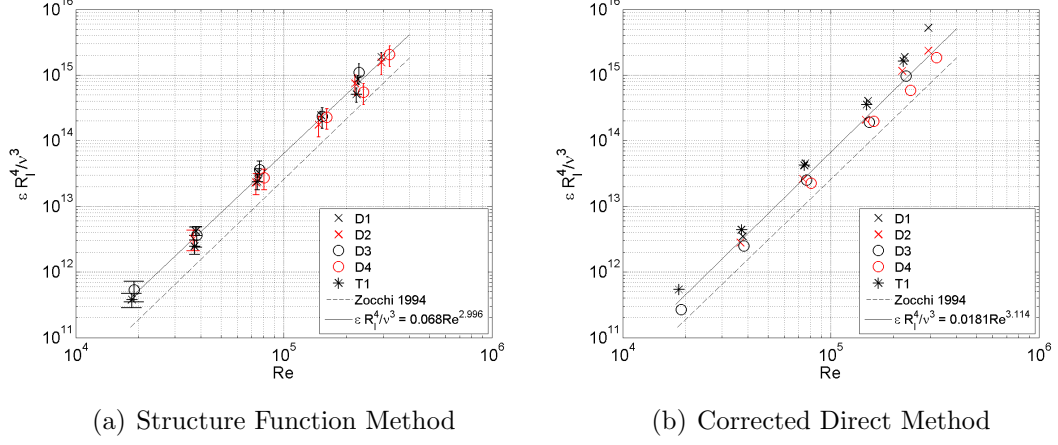 10^16
10^15
10^14
10^13
10^12
10^11
ε R_l^4/ν^3
D1
D2
D3
D4
T1
Zocchi 1994
ε R_l^4/ν^3 = 0.068Re^2.996
10^4
10^5
10^6
Re
(a) Structure Function Method
10^16
10^15
10^14
10^13
10^12
10^11
ε R_l^4/ν^3
D1
D2
D3
D4
T1
Zocchi 1994
ε R_l^4/ν^3 = 0.0181Re^3.114
10^4
10^5
10^6
Re
(b) Corrected Direct Method